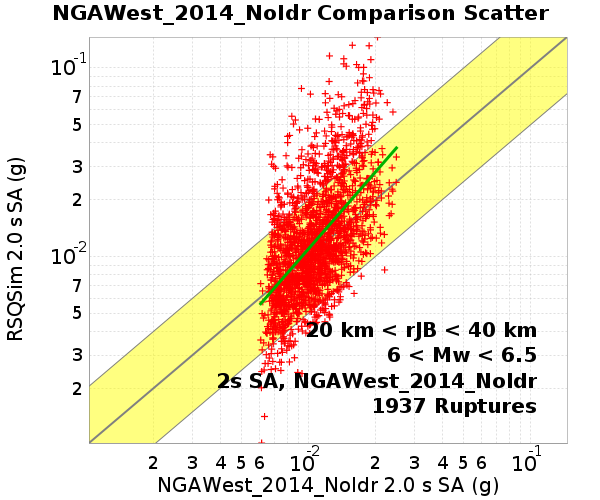 NGAWest_2014_NoIdr Comparison Scatter
RSQSim 2.0 s SA (g)
10-1
7
5
3
2
10-2
7
5
3
2
20 km < rJB < 40 km
6 < Mw < 6.5
2s SA, NGAWest_2014_NoIdr
1937 Ruptures
2 3 4 5 6 10-2 2 3 4 5 6 10-1
NGAWest_2014_NoIdr 2.0 s SA (g)